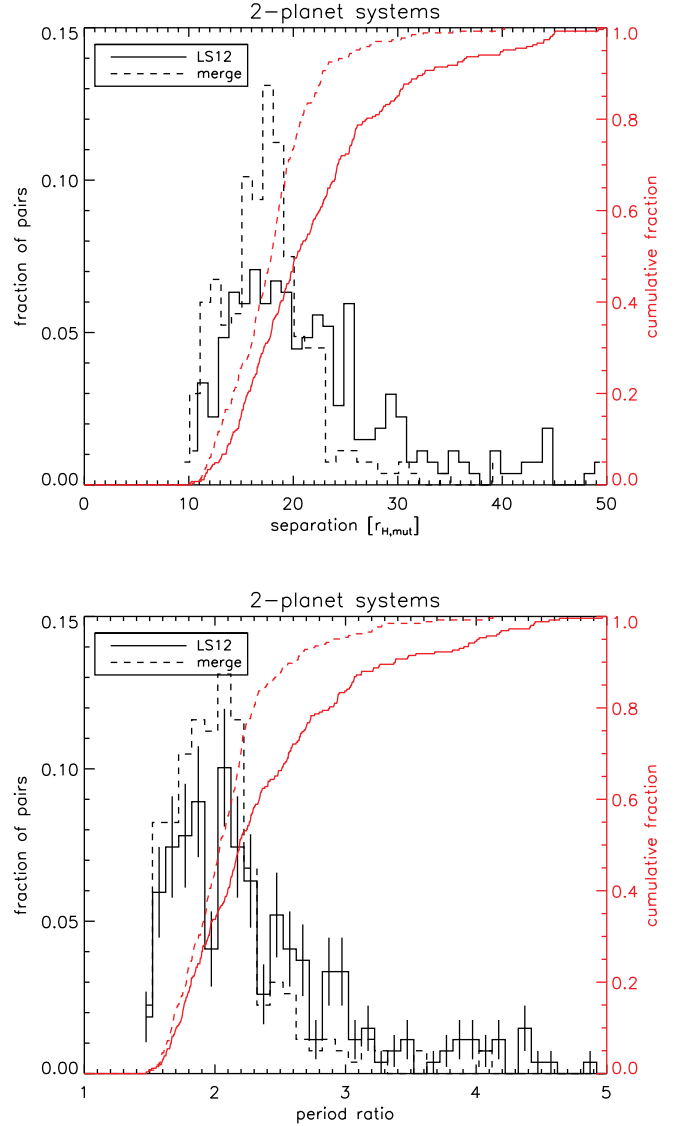 2-planet systems
LS12
merge
0.15
0.10
0.05
0.00
fraction of pairs
1.0
0.8
0.6
0.4
0.2
0.0
cumulative fraction
0 10 20 30 40 50
separation [r_H,mut]
2-planet systems
LS12
merge
0.15
0.10
0.05
0.00
fraction of pairs
1.0
0.8
0.6
0.4
0.2
0.0
cumulative fraction
1 2 3 4 5
period ratio